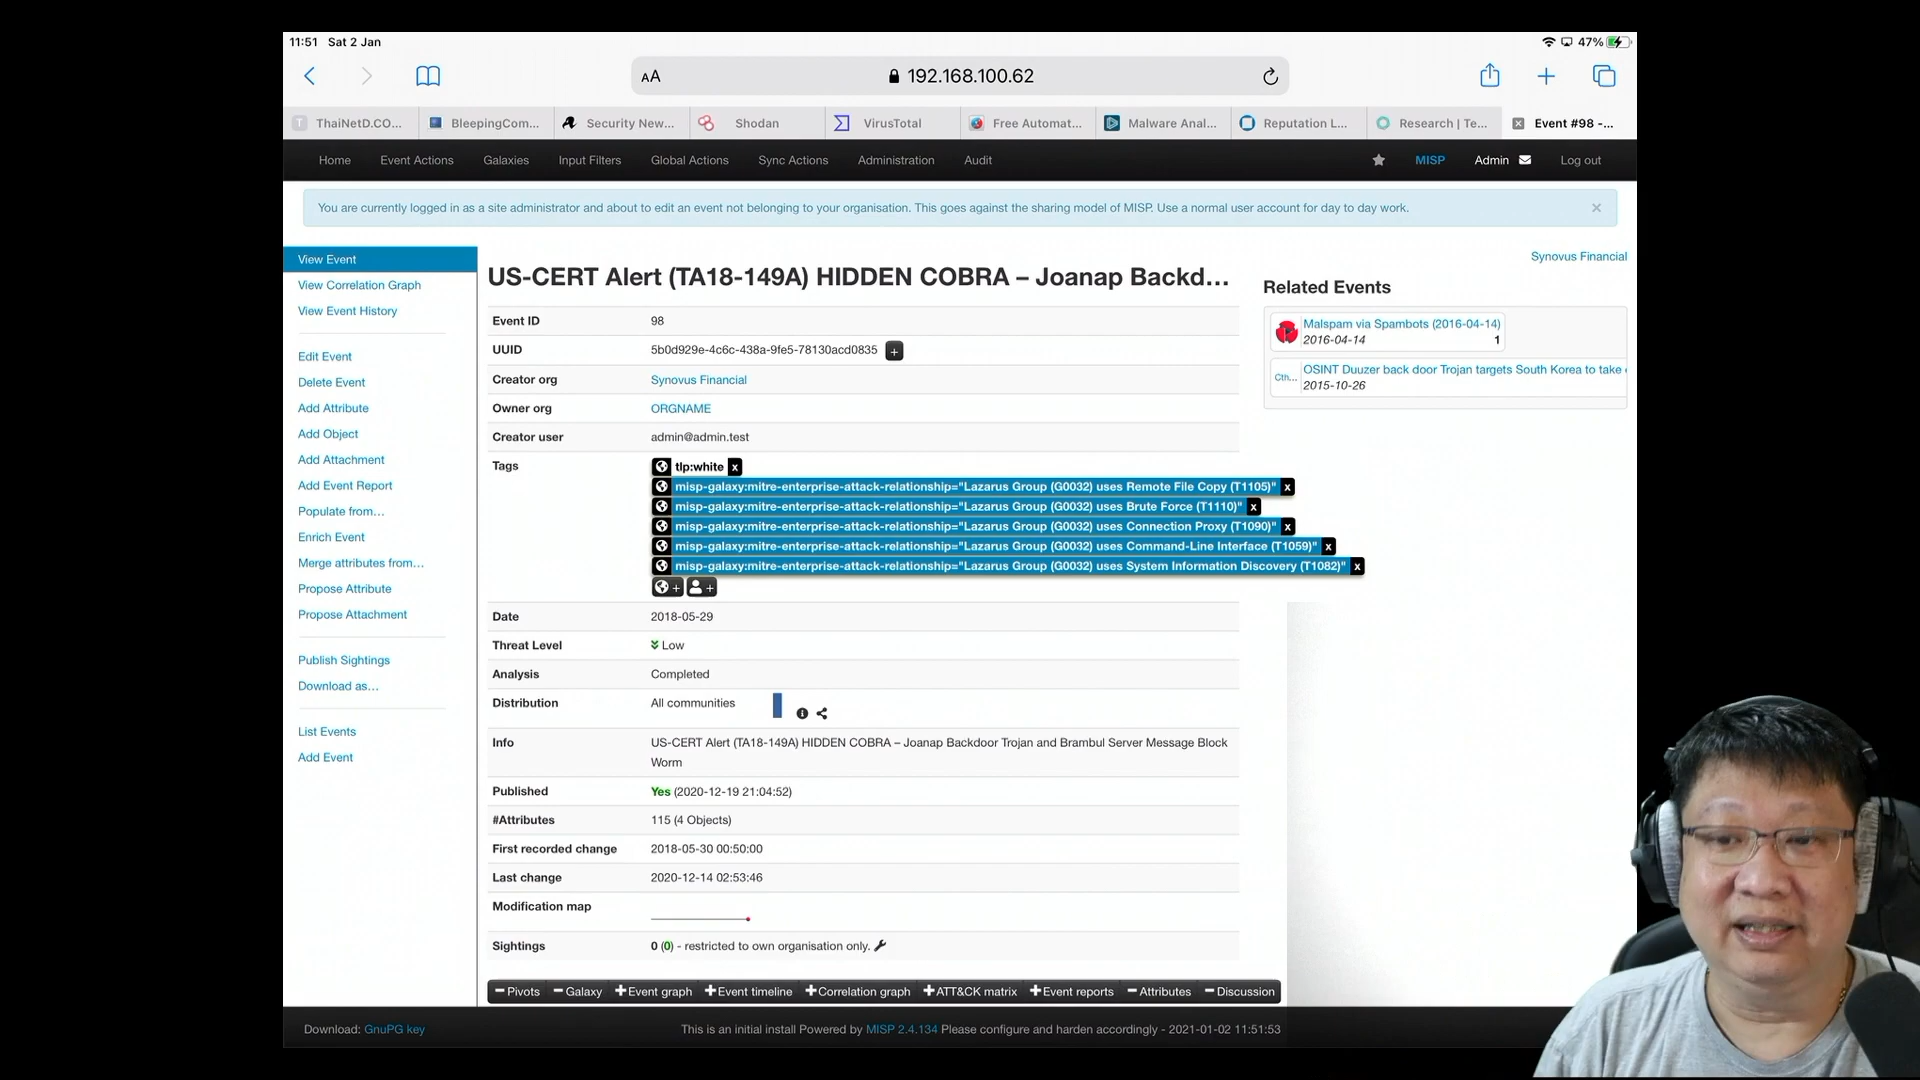 11:51 Sat 2 Jan
47%
AA
192.168.100.62
T ThaiNetD.CO...
BleepingCom...
Security New...
Shodan
VirusTotal
Free Automat...
Malware Anal...
Reputation L...
Research | Te...
Event #98 -...
Home
Event Actions
Galaxies
Input Filters
Global Actions
Sync Actions
Administration
Audit
MISP
Admin
Log out
You are currently logged in as a site administrator and about to edit an event not belonging to your organisation. This goes against the sharing model of MISP. Use a normal user account for day to day work.
×
View Event
View Correlation Graph
View Event History
Edit Event
Delete Event
Add Attribute
Add Object
Add Attachment
Add Event Report
Populate from...
Enrich Event
Merge attributes from...
Propose Attribute
Propose Attachment
Publish Sightings
Download as...
List Events
Add Event
US-CERT Alert (TA18-149A) HIDDEN COBRA – Joanap Backd...
Event ID 98
UUID 5b0d929e-4c6c-438a-9fe5-78130acd0835 +
Creator org Synovus Financial
Owner org ORGNAME
Creator user admin@admin.test
Tags tlp:white x
misp-galaxy:mitre-enterprise-attack-relationship="Lazarus Group (G0032) uses Remote File Copy (T1105)" x
misp-galaxy:mitre-enterprise-attack-relationship="Lazarus Group (G0032) uses Brute Force (T1110)" x
misp-galaxy:mitre-enterprise-attack-relationship="Lazarus Group (G0032) uses Connection Proxy (T1090)" x
misp-galaxy:mitre-enterprise-attack-relationship="Lazarus Group (G0032) uses Command-Line Interface (T1059)" x
misp-galaxy:mitre-enterprise-attack-relationship="Lazarus Group (G0032) uses System Information Discovery (T1082)" x
+ +
Date 2018-05-29
Threat Level Low
Analysis Completed
Distribution All communities
Info US-CERT Alert (TA18-149A) HIDDEN COBRA – Joanap Backdoor Trojan and Brambul Server Message Block
Worm
Published Yes (2020-12-19 21:04:52)
#Attributes 115 (4 Objects)
First recorded change 2018-05-30 00:50:00
Last change 2020-12-14 02:53:46
Modification map
Sightings 0 (0) - restricted to own organisation only.
Synovus Financial
Related Events
Malspam via Spambots (2016-04-14)
2016-04-14 1
Cth... OSINT Duuzer back door Trojan targets South Korea to take
2015-10-26
−Pivots −Galaxy +Event graph +Event timeline +Correlation graph +ATT&CK matrix +Event reports −Attributes −Discussion
Download: GnuPG key
This is an initial install Powered by MISP 2.4.134 Please configure and harden accordingly - 2021-01-02 11:51:53